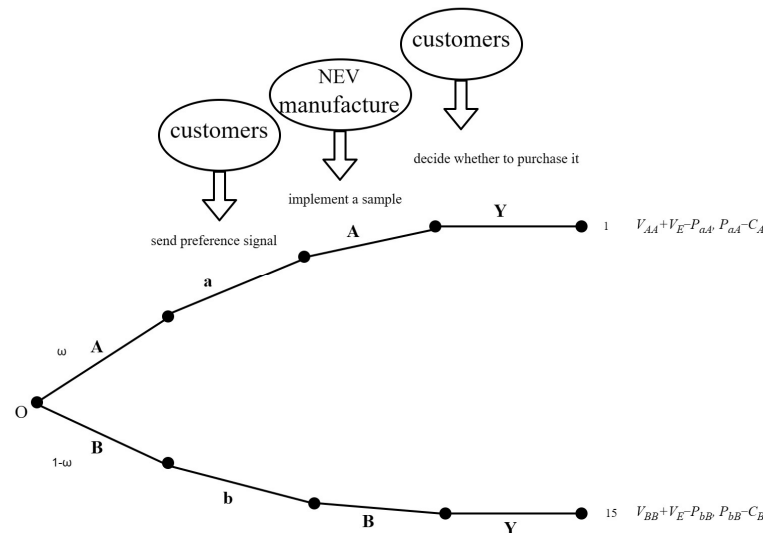 customers
NEV
manufacture
customers
decide whether to purchase it
implement a sample
send preference signal
Y
1 V_{AA}+V_E–P_{aA}, P_{aA}–C_A
A
a
A
ω
O
B
1-ω
b
B
Y
15 V_{BB}+V_E–P_{bB}, P_{bB}–C_B